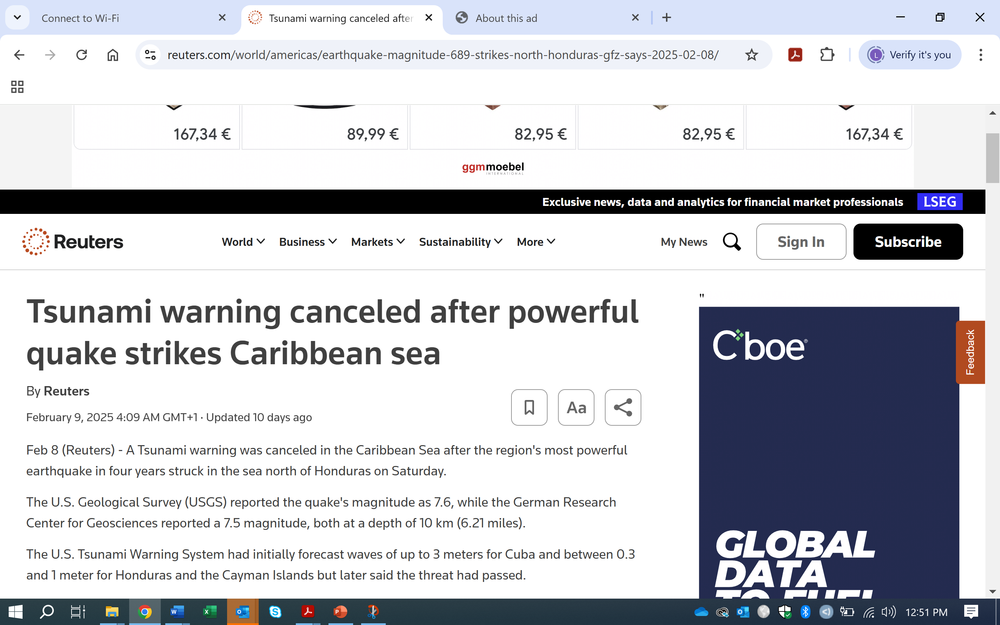 Connect to Wi-Fi
Tsunami warning canceled after
About this ad
reuters.com/world/americas/earthquake-magnitude-689-strikes-north-honduras-gfz-says-2025-02-08/
L
Verify it's you
167,34 € 89,99 € 82,95 € 82,95 € 167,34 €
ggmmoebel
INTERNATIONAL
Exclusive news, data and analytics for financial market professionals LSEG
Reuters
World Business Markets Sustainability More
My News Sign In Subscribe
Tsunami warning canceled after powerful
quake strikes Caribbean sea
By Reuters
February 9, 2025 4:09 AM GMT+1 · Updated 10 days ago
Aa
Feb 8 (Reuters) - A Tsunami warning was canceled in the Caribbean Sea after the region's most powerful
earthquake in four years struck in the sea north of Honduras on Saturday.
The U.S. Geological Survey (USGS) reported the quake's magnitude as 7.6, while the German Research
Center for Geosciences reported a 7.5 magnitude, both at a depth of 10 km (6.21 miles).
The U.S. Tsunami Warning System had initially forecast waves of up to 3 meters for Cuba and between 0.3
and 1 meter for Honduras and the Cayman Islands but later said the threat had passed.
"
Cboe®
GLOBAL
DATA
TO FUEL
Feedback
12:51 PM